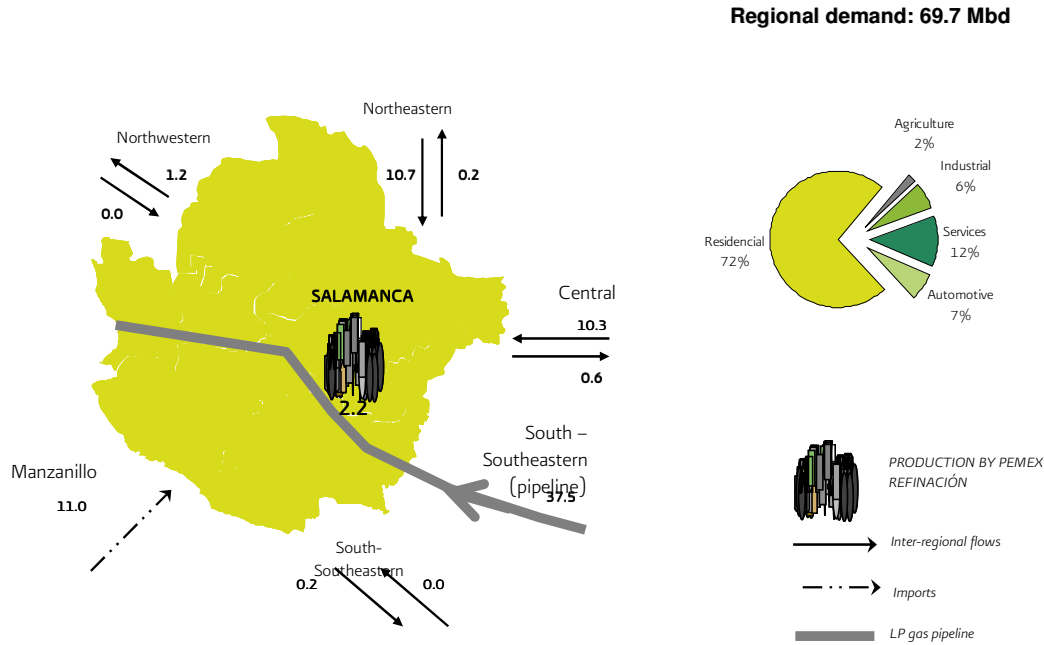 Regional demand: 69.7 Mbd
Northeastern
Northwestern
10.7
0.2
1.2
0.0
Agriculture
2%
Industrial
6%
Services
12%
Automotive
7%
Residencial
72%
SALAMANCA
2.2
Central
10.3
0.6
South –
Southeastern
(pipeline)
37.5
Manzanillo
11.0
South-
Southeastern
0.2
0.0
PRODUCTION BY PEMEX
REFINACIÓN
Inter-regional flows
Imports
LP gas pipeline